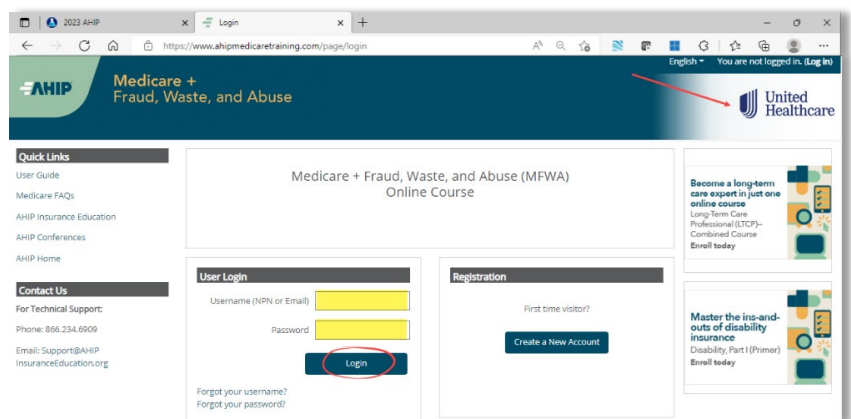 2023 AHIP
Login
https://www.ahipmedicaretraining.com/page/login
English
You are not logged in. (Log in)
AHIP
Medicare +
Fraud, Waste, and Abuse
United
Healthcare
Quick Links
User Guide
Medicare FAQs
AHIP Insurance Education
AHIP Conferences
AHIP Home
Contact Us
For Technical Support:
Phone: 866.234.6909
Email: Support@AHIP
InsuranceEducation.org
Medicare + Fraud, Waste, and Abuse (MFWA)
Online Course
User Login
Username (NPN or Email)
Password
Login
Forgot your username?
Forgot your password?
Registration
First time visitor?
Create a New Account
Become a long-term
care expert in just one
online course
Long-Term Care
Professional (LTCP)–
Combined Course
Enroll today
Master the ins-and-
outs of disability
insurance
Disability, Part I (Primer)
Enroll today